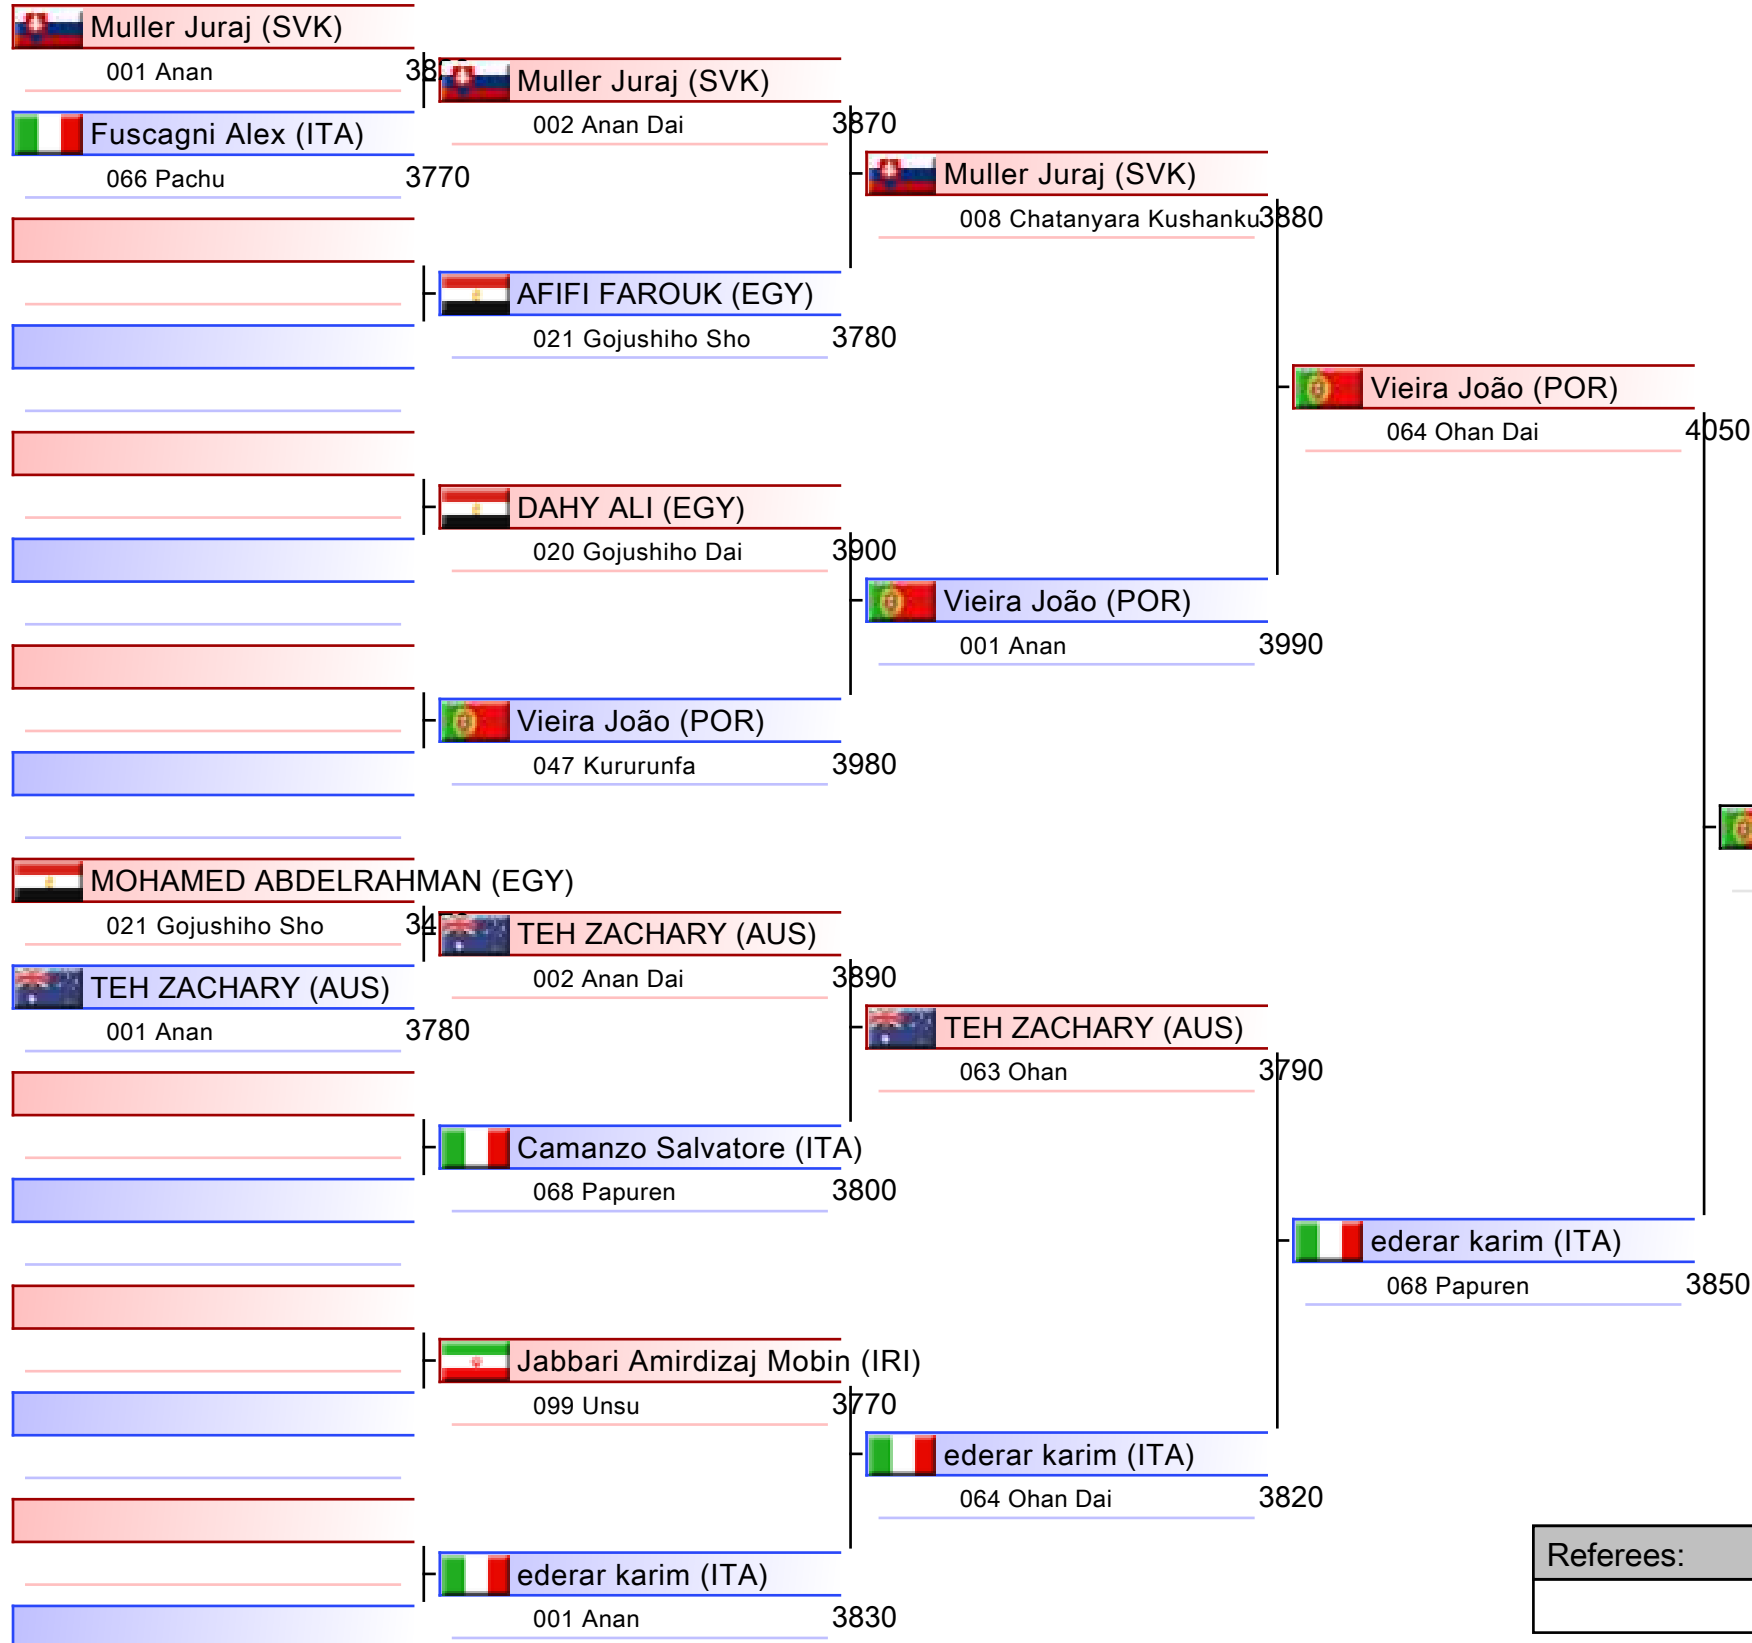 Muller Juraj (SVK)
001 Anan
Fuscagni Alex (ITA)
066 Pachu 3770
MOHAMED ABDELRAHMAN (EGY)
021 Gojushiho Sho
TEH ZACHARY (AUS)
001 Anan 3780
Muller Juraj (SVK)
002 Anan Dai 3870
AFIFI FAROUK (EGY)
021 Gojushiho Sho 3780
DAHY ALI (EGY)
020 Gojushiho Dai 3900
Vieira João (POR)
047 Kururunfa 3980
TEH ZACHARY (AUS)
002 Anan Dai 3890
Camanzo Salvatore (ITA)
068 Papuren 3800
Jabbari Amirdizaj Mobin (IRI)
099 Unsu 3770
ederar karim (ITA)
001 Anan 3830
Muller Juraj (SVK)
008 Chatanyara Kushanku 3880
Vieira João (POR)
001 Anan 3990
TEH ZACHARY (AUS)
063 Ohan 3790
ederar karim (ITA)
064 Ohan Dai 3820
Vieira João (POR)
064 Ohan Dai 4050
ederar karim (ITA)
068 Papuren 3850
Referees: